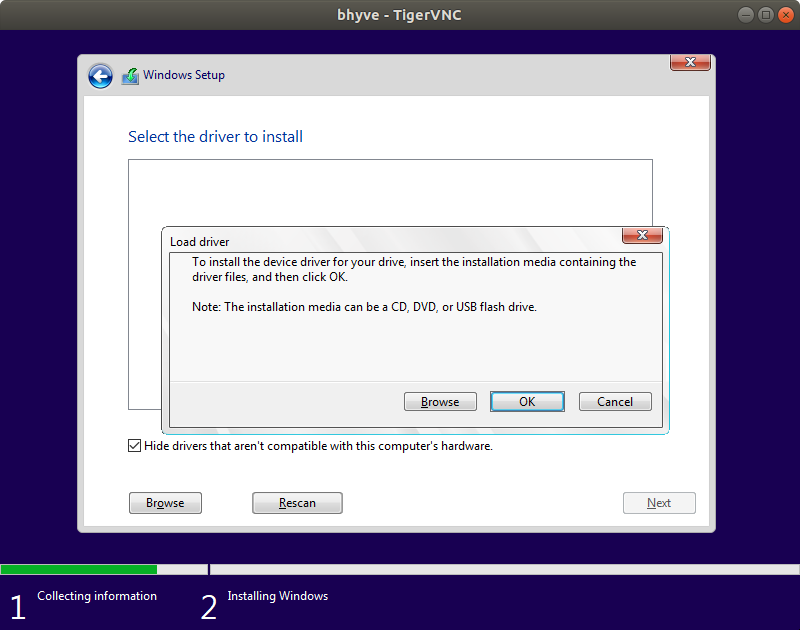 bhyve - TigerVNC
Windows Setup
Select the driver to install
Load driver
To install the device driver for your drive, insert the installation media containing the
driver files, and then click OK.
Note: The installation media can be a CD, DVD, or USB flash drive.
Browse OK Cancel
Hide drivers that aren't compatible with this computer's hardware.
Browse Rescan Next
1 Collecting information 2 Installing Windows